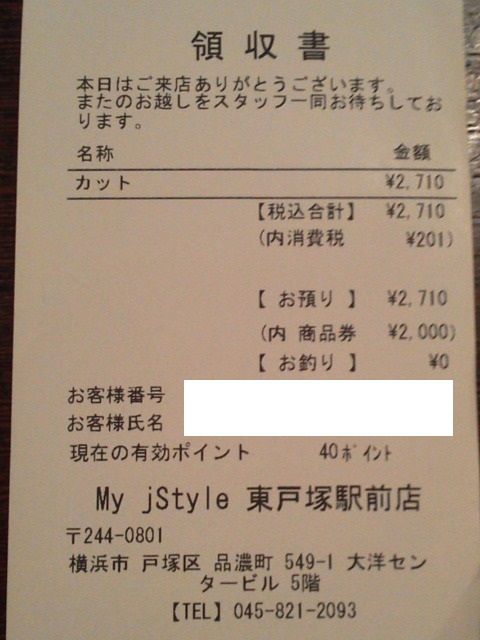 領収書
本日はご来店ありがとうございます。
またのお越しをスタッフ一同お待ちしてお
ります。
名称 金額
カット ¥2,710
【税込合計】 ¥2,710
(内消費税 ¥201)
【 お預り 】 ¥2,710
(内 商品券 ¥2,000)
【 お釣り 】 ¥0
お客様番号
お客様氏名
現在の有効ポイント 40ﾎﾟｲﾝﾄ
My jStyle 東戸塚駅前店
〒244-0801
横浜市 戸塚区 品濃町 549-1 大洋セン
タービル 5階
【TEL】 045-821-2093